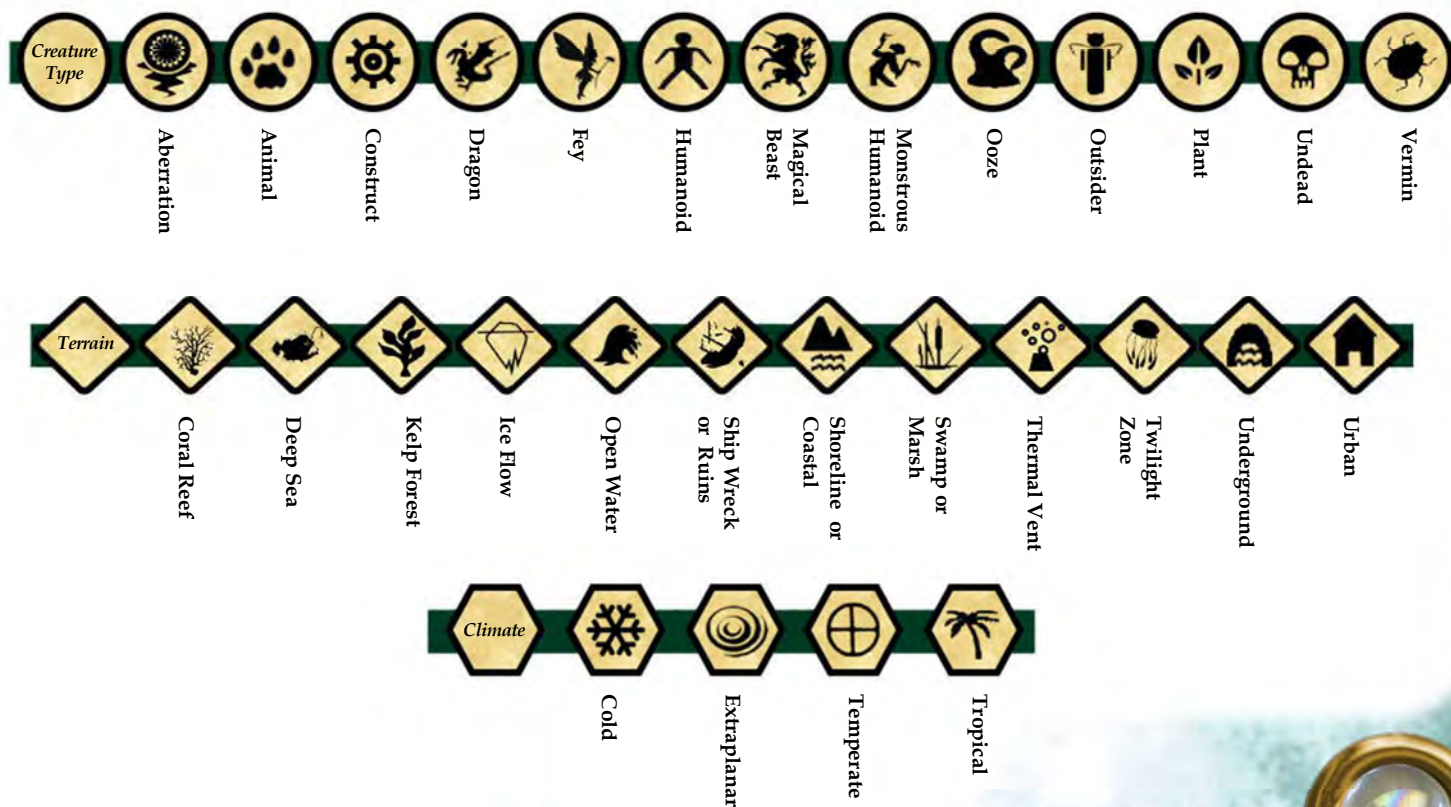 Creature
Type
Aberration
Animal
Construct
Dragon
Fey
Humanoid
Magical
Beast
Monstrous
Humanoid
Ooze
Outsider
Plant
Undead
Vermin
Terrain
Coral Reef
Deep Sea
Kelp Forest
Ice Flow
Open Water
Ship Wreck
or Ruins
Shoreline or
Coastal
Swamp or
Marsh
Thermal Vent
Twilight
Zone
Underground
Urban
Climate
Cold
Extraplanar
Temperate
Tropical